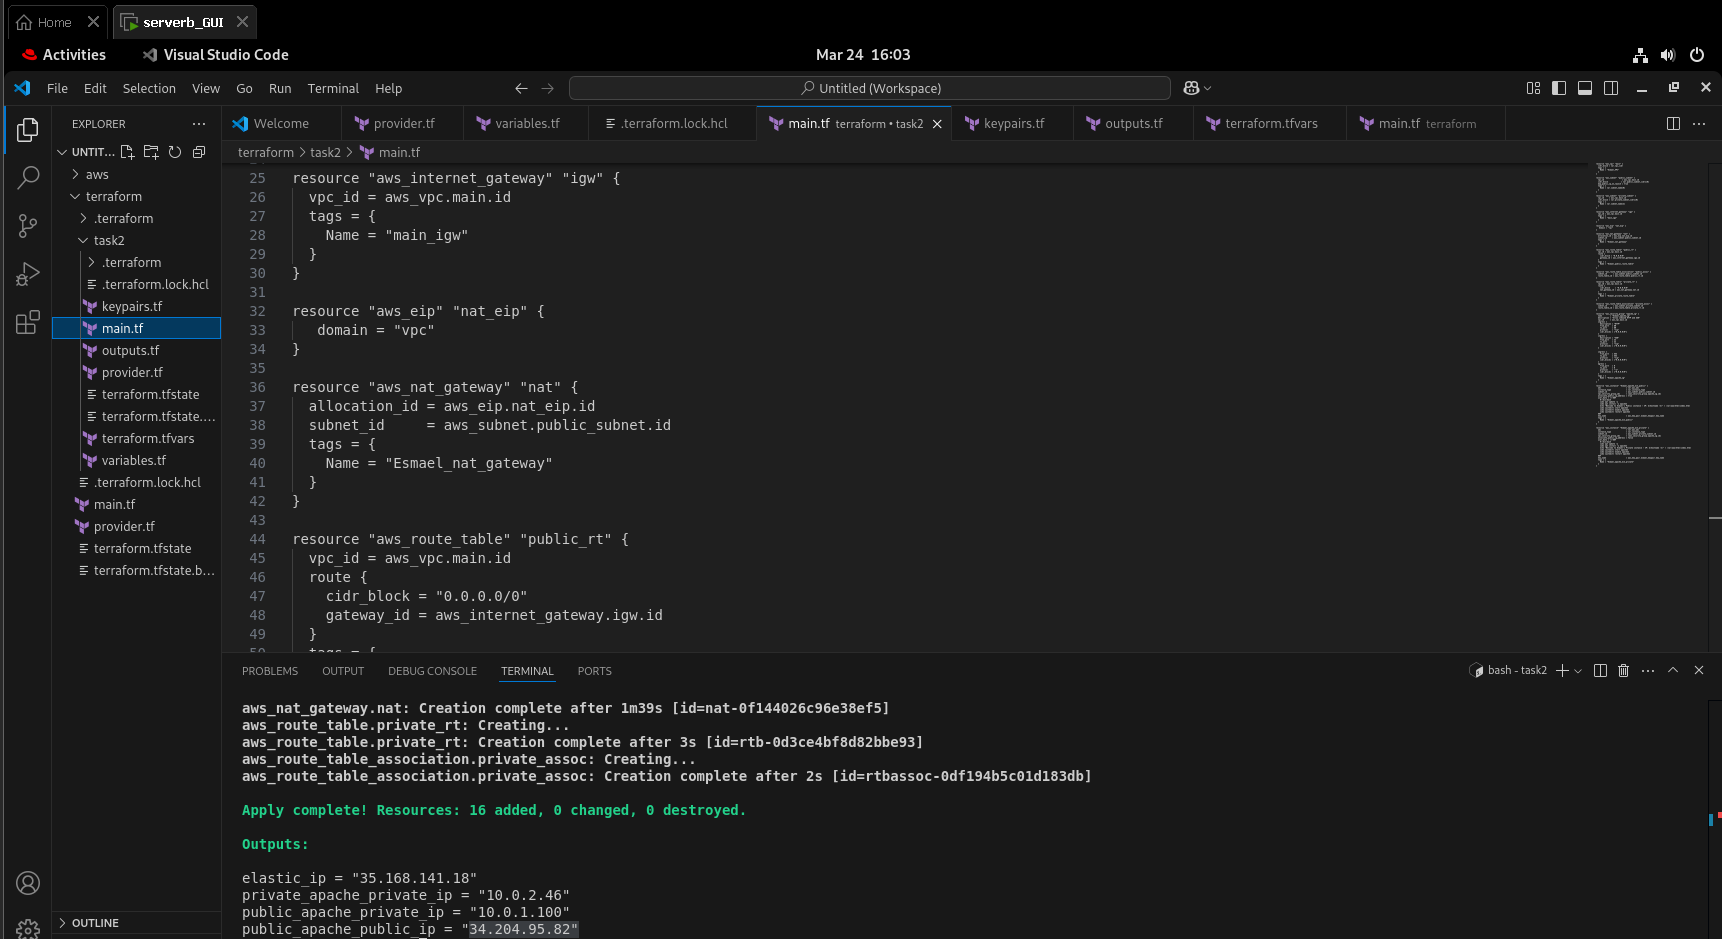 Home
serverb_GUI
Activities
Visual Studio Code
Mar 24 16:03
File Edit Selection View Go Run Terminal Help
Untitled (Workspace)
EXPLORER
Welcome
provider.tf
variables.tf
.terraform.lock.hcl
main.tf terraform • task2
keypairs.tf
outputs.tf
terraform.tfvars
main.tf terraform
UNTIT...
terraform > task2 > main.tf
aws
terraform
.terraform
task2
.terraform
.terraform.lock.hcl
keypairs.tf
main.tf
outputs.tf
provider.tf
terraform.tfstate
terraform.tfstate....
terraform.tfvars
variables.tf
.terraform.lock.hcl
main.tf
provider.tf
terraform.tfstate
terraform.tfstate.b...
OUTLINE
25 resource "aws_internet_gateway" "igw" {
26 vpc_id = aws_vpc.main.id
27 tags = {
28 Name = "main_igw"
29 }
30 }
31
32 resource "aws_eip" "nat_eip" {
33 domain = "vpc"
34 }
35
36 resource "aws_nat_gateway" "nat" {
37 allocation_id = aws_eip.nat_eip.id
38 subnet_id     = aws_subnet.public_subnet.id
39 tags = {
40 Name = "Esmael_nat_gateway"
41 }
42 }
43
44 resource "aws_route_table" "public_rt" {
45 vpc_id = aws_vpc.main.id
46 route {
47 cidr_block = "0.0.0.0/0"
48 gateway_id = aws_internet_gateway.igw.id
49 }
50 tags = {
PROBLEMS OUTPUT DEBUG CONSOLE TERMINAL PORTS
bash - task2
aws_nat_gateway.nat: Creation complete after 1m39s [id=nat-0f144026c96e38ef5]
aws_route_table.private_rt: Creating...
aws_route_table.private_rt: Creation complete after 3s [id=rtb-0d3ce4bf8d82bbe93]
aws_route_table_association.private_assoc: Creating...
aws_route_table_association.private_assoc: Creation complete after 2s [id=rtbassoc-0df194b5c01d183db]
Apply complete! Resources: 16 added, 0 changed, 0 destroyed.
Outputs:
elastic_ip = "35.168.141.18"
private_apache_private_ip = "10.0.2.46"
public_apache_private_ip = "10.0.1.100"
public_apache_public_ip = "34.204.95.82"